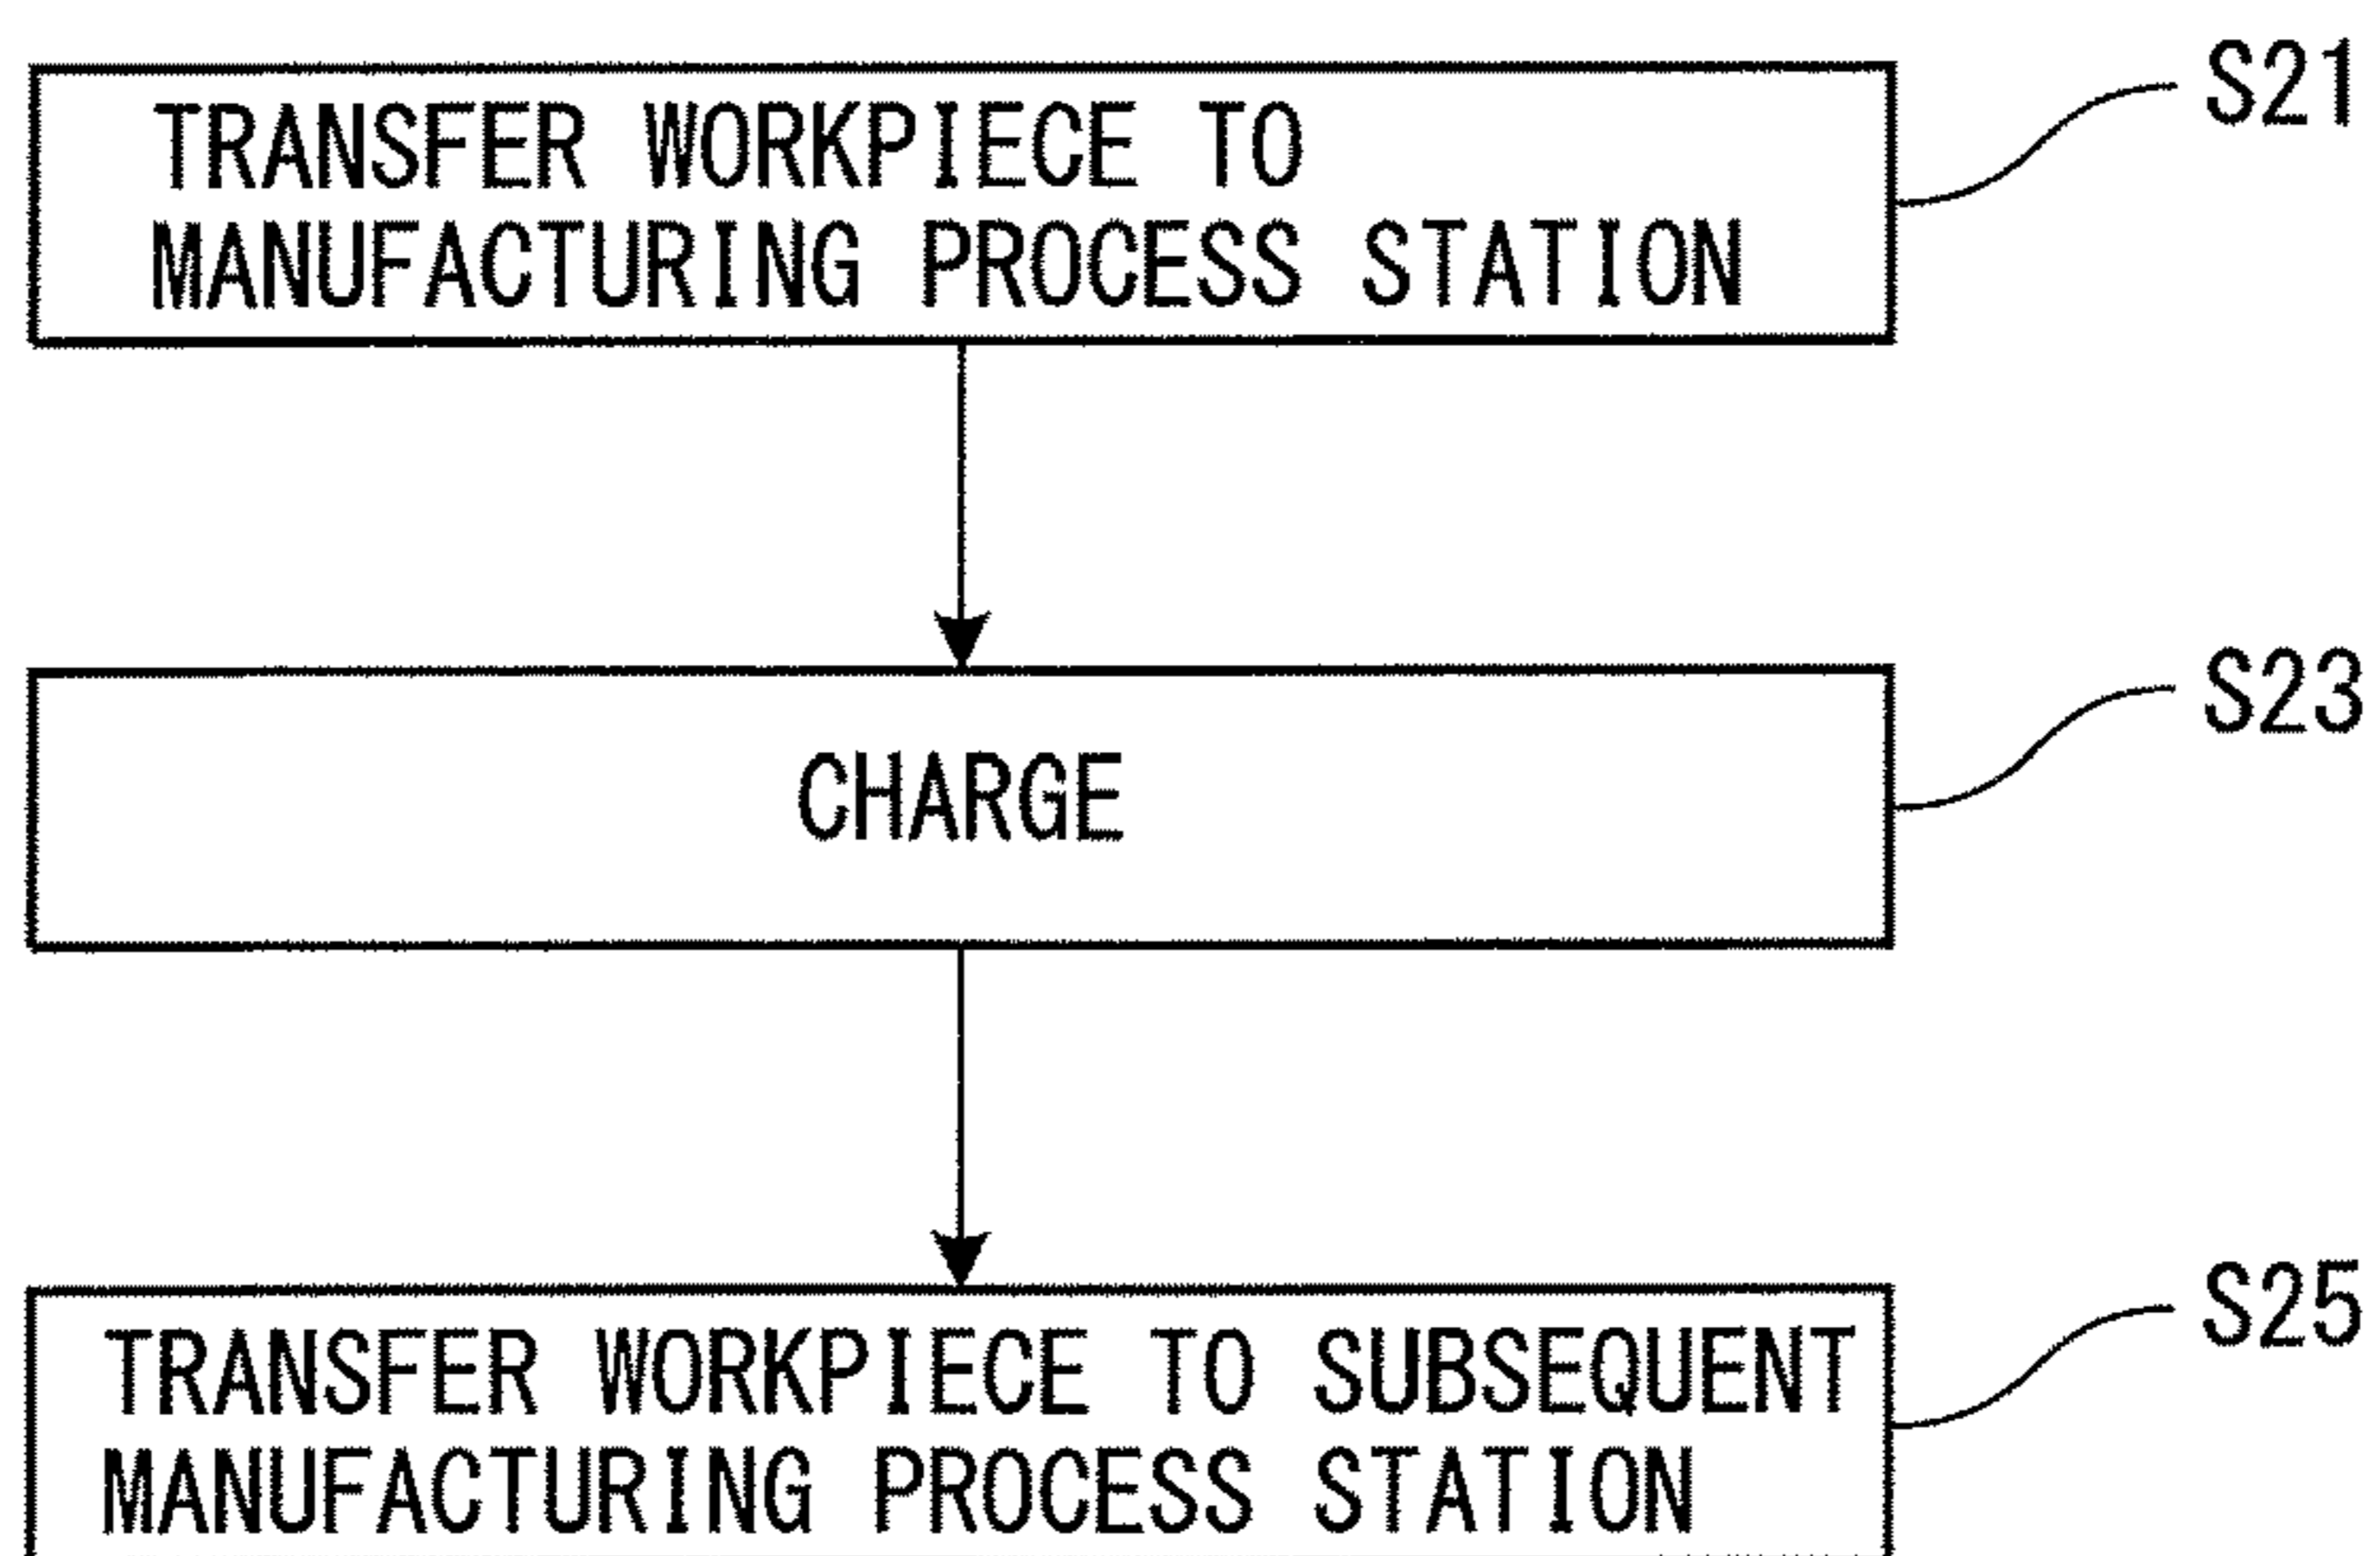 S21
TRANSFER WORKPIECE TO
MANUFACTURING PROCESS STATION
S23
CHARGE
S25
TRANSFER WORKPIECE TO SUBSEQUENT
MANUFACTURING PROCESS STATION